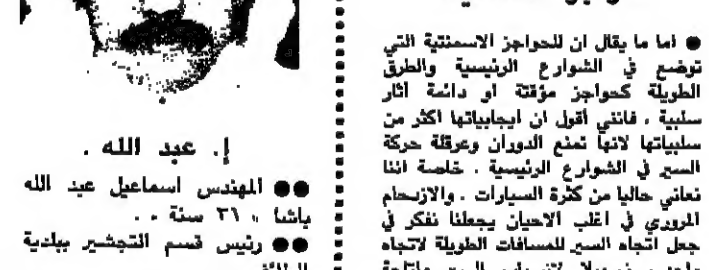 ● اما ما يقال ان للحواجز الاسمنتية التي
توضع في الشوارع الرئيسية والطرق
الطويلة كحواجز مؤقتة او دائمة آثار
سلبية ، فانني أقول ان ايجابياتها اكثر من
سلبياتها لانها تمنع الدوران وعرقلة حركة
السير في الشوارع الرئيسية . خاصة اننا
نعاني حاليا من كثرة السيارات . والازدحام
المروري في اغلب الاحيان يجعلنا نفكر في
جعل اتجاه السير للمسافات الطويلة لاتجاه
إ. عبد الله .
●● المهندس اسماعيل عبد الله
باشا « ٣٦ سنة » .
●● رئيس قسم التجشير ببلدية